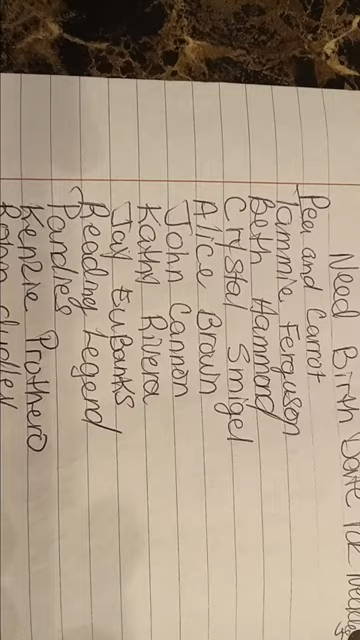 Need Birth Date for
Pea and Carrot
Tammie Ferguson
Beth Hammond
Crystal Smigel
Alice Brown
John Cannon
Kathy Rivera
Jay Eubanks
Reading Legend
Pandles
Kenzie Prothero